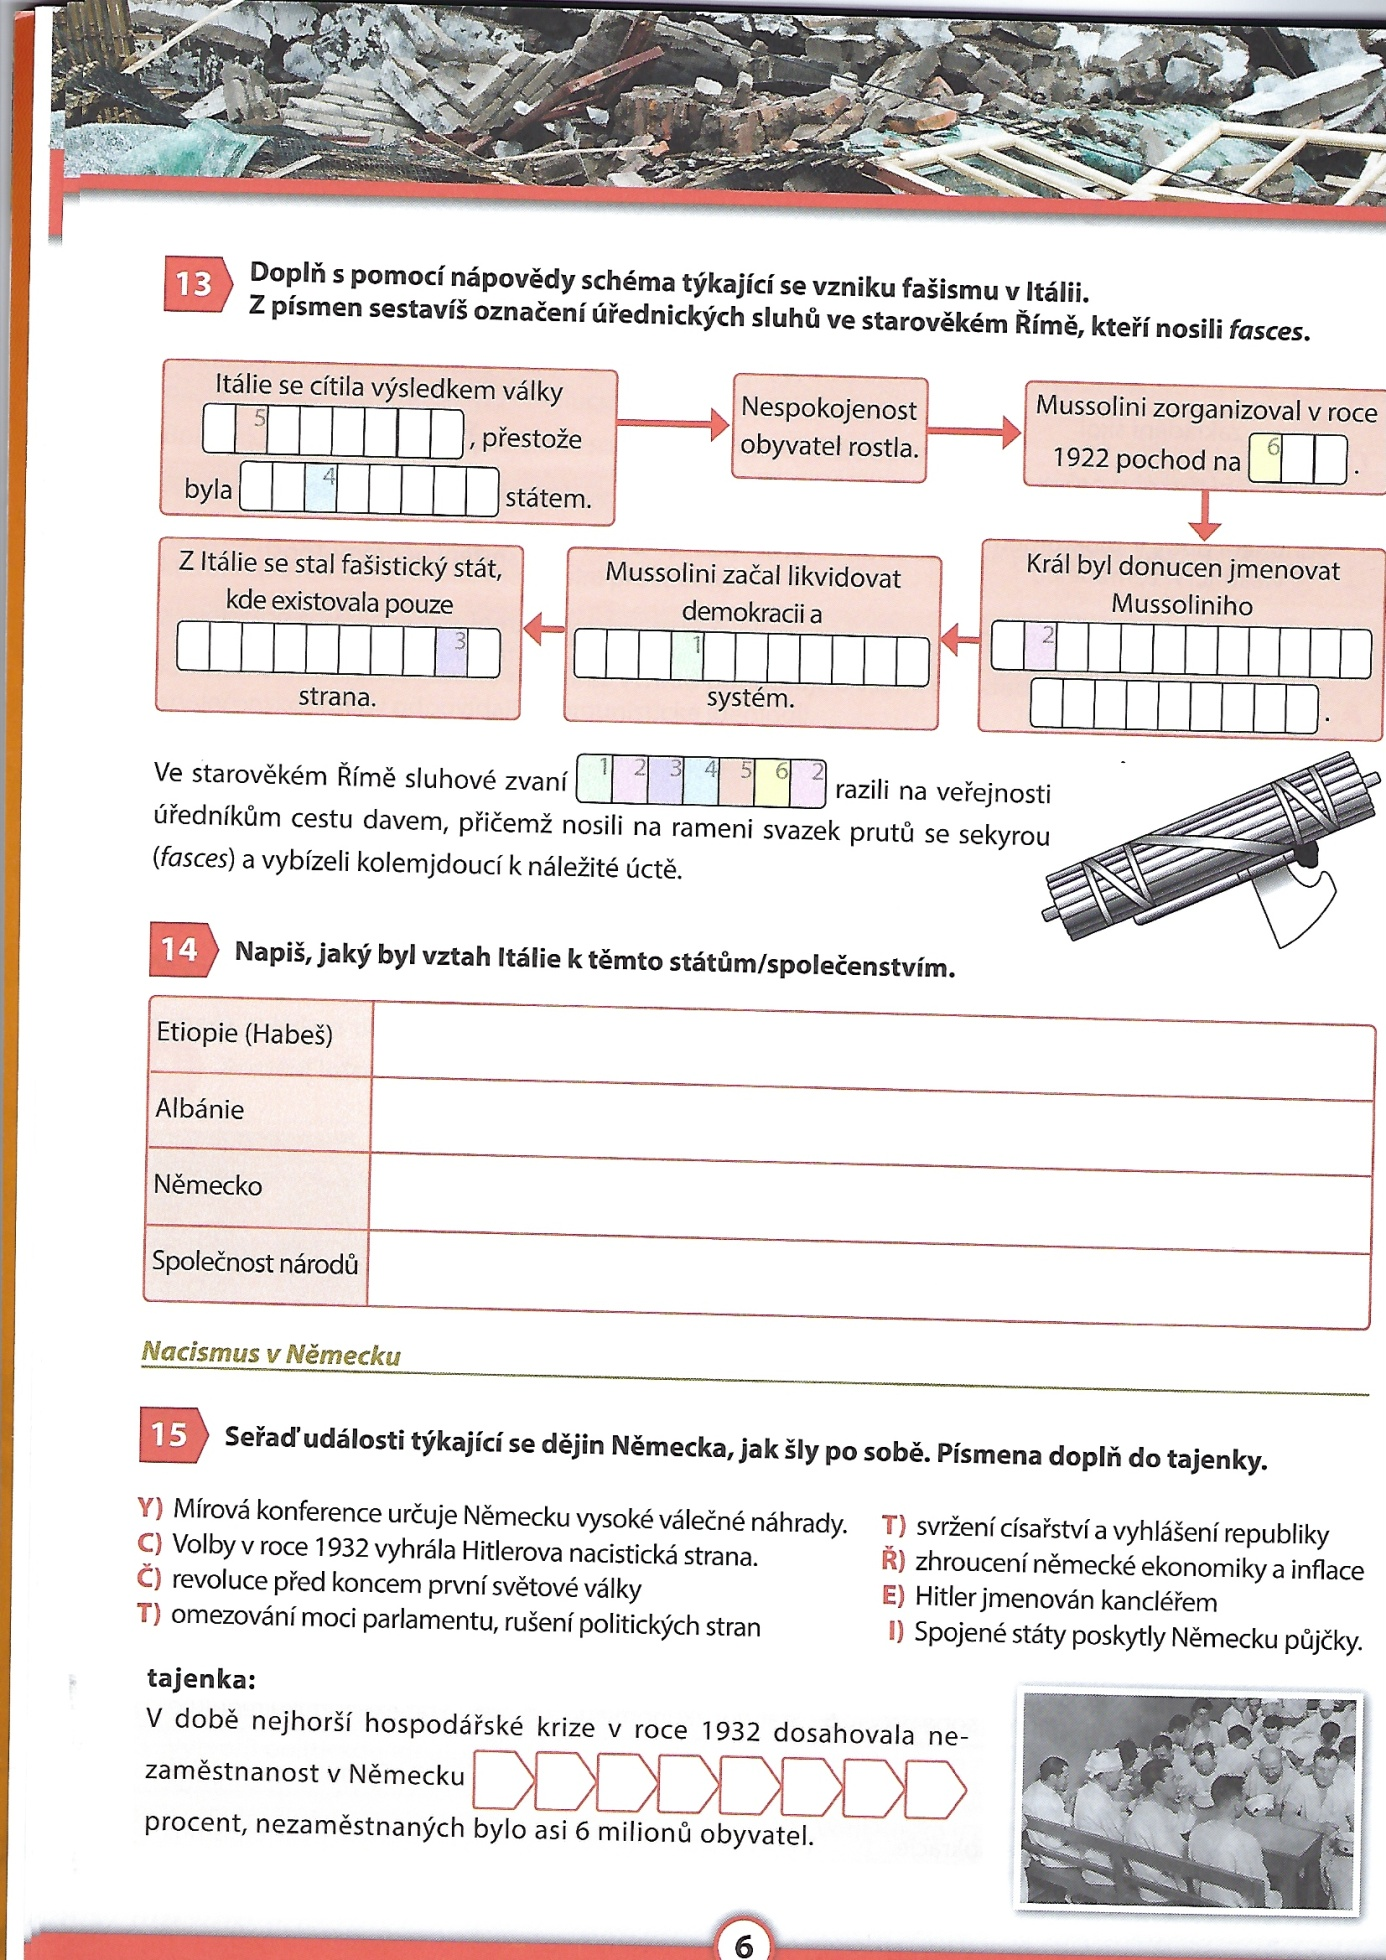 13 Doplň s pomocí nápovědy schéma týkající se vzniku fašismu v Itálii.
Z písmen sestavíš označení úřednických sluhů ve starověkém Římě, kteří nosili fasces.
Itálie se cítila výsledkem války
5 , přestože
byla 4 státem.
Nespokojenost
obyvatel rostla.
Mussolini zorganizoval v roce
1922 pochod na 6 .
Z Itálie se stal fašistický stát,
kde existovala pouze
3
strana.
Mussolini začal likvidovat
demokracii a
1
systém.
Král byl donucen jmenovat
Mussoliniho
2
.
Ve starověkém Římě sluhové zvaní 1 2 3 4 5 6 2 razili na veřejnosti
úředníkům cestu davem, přičemž nosili na rameni svazek prutů se sekyrou
(fasces) a vybízeli kolemjdoucí k náležité úctě.
14 Napiš, jaký byl vztah Itálie k těmto státům/společenstvím.
Etiopie (Habeš)
Albánie
Německo
Společnost národů
Nacismus v Německu
15 Seřaď události týkající se dějin Německa, jak šly po sobě. Písmena doplň do tajenky.
Y) Mírová konference určuje Německu vysoké válečné náhrady.
C) Volby v roce 1932 vyhrála Hitlerova nacistická strana.
Č) revoluce před koncem první světové války
T) omezování moci parlamentu, rušení politických stran
T) svržení císařství a vyhlášení republiky
Ř) zhroucení německé ekonomiky a inflace
E) Hitler jmenován kancléřem
I) Spojené státy poskytly Německu půjčky.
tajenka:
V době nejhorší hospodářské krize v roce 1932 dosahovala ne-
zaměstnanost v Německu
procent, nezaměstnaných bylo asi 6 milionů obyvatel.
6